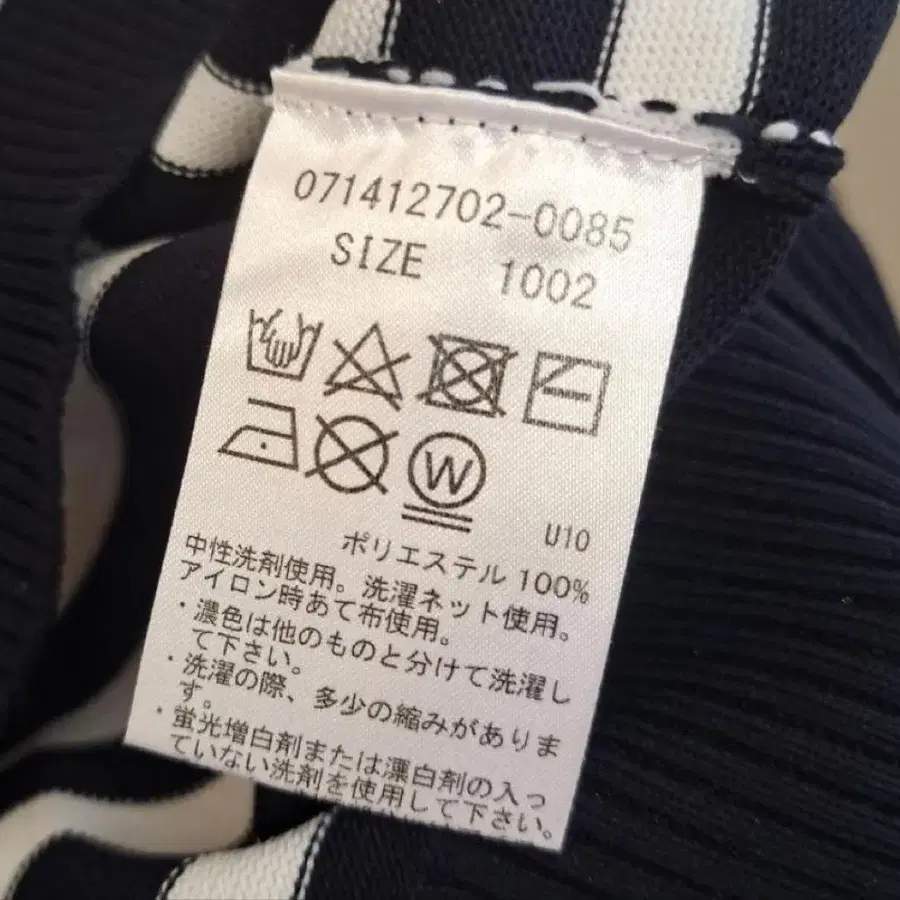 071412702-0085
SIZE 1002
W
U10
ポリエステル 100%
中性洗剤使用。洗濯ネット使用。
アイロン時あて布使用。
・濃色は他のものと分けて洗濯し
て下さい。
・洗濯の際、多少の縮みがありま
す。
・蛍光増白剤または漂白剤の入っ
ていない洗剤を使用して下さい。